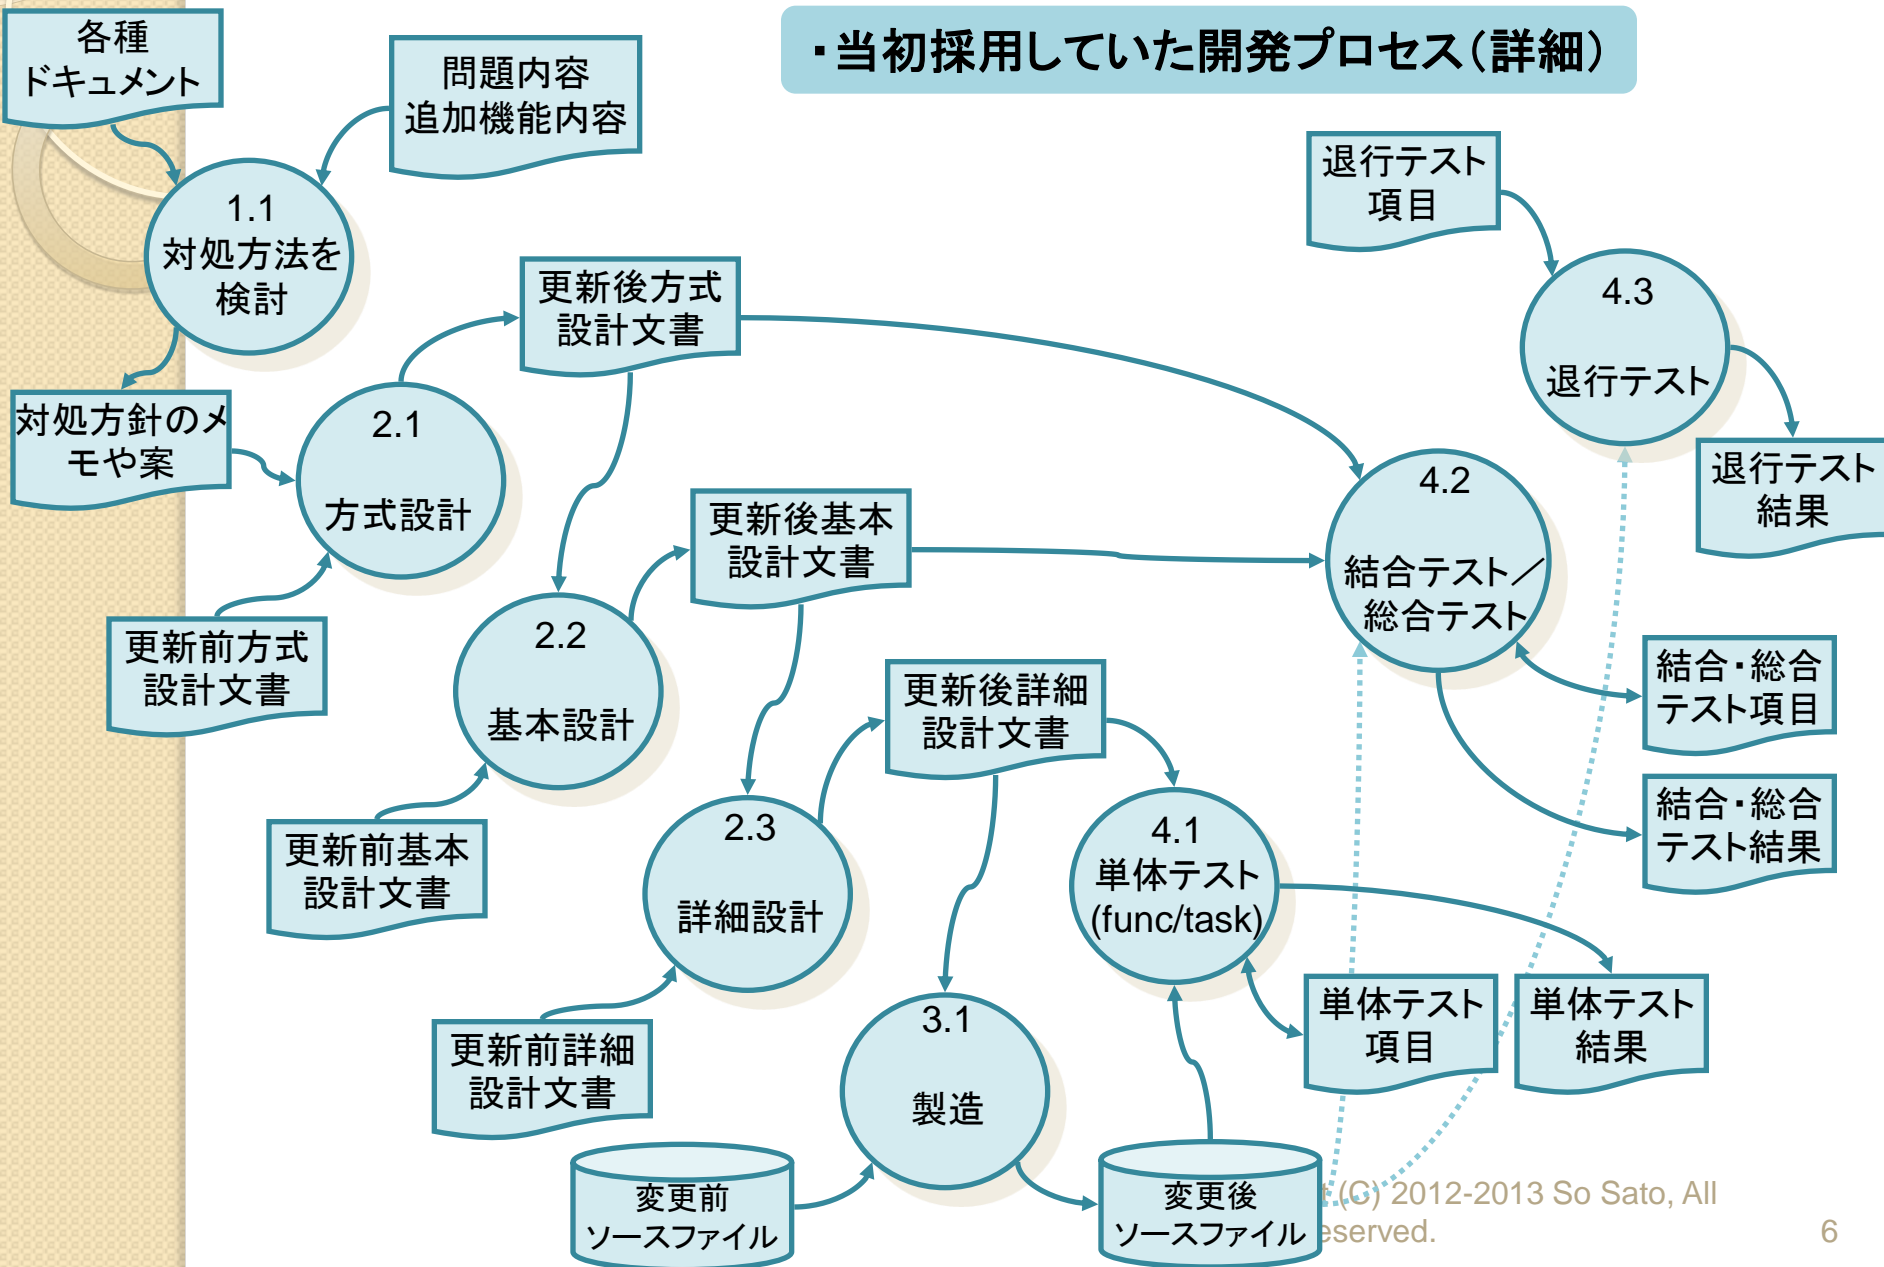 ・当初採用していた開発プロセス（詳細）
各種
ドキュメント
問題内容
追加機能内容
1.1
対処方法を
検討
対処方針のメ
モや案
2.1
方式設計
更新前方式
設計文書
更新後方式
設計文書
2.2
基本設計
更新前基本
設計文書
更新後基本
設計文書
2.3
詳細設計
更新前詳細
設計文書
更新後詳細
設計文書
3.1
製造
変更前
ソースファイル
変更後
ソースファイル
4.1
単体テスト
(func/task)
単体テスト
項目
単体テスト
結果
4.2
結合テスト／
総合テスト
結合・総合
テスト項目
結合・総合
テスト結果
退行テスト
項目
4.3
退行テスト
退行テスト
結果
(C) 2012-2013 So Sato, All
eserved.
6